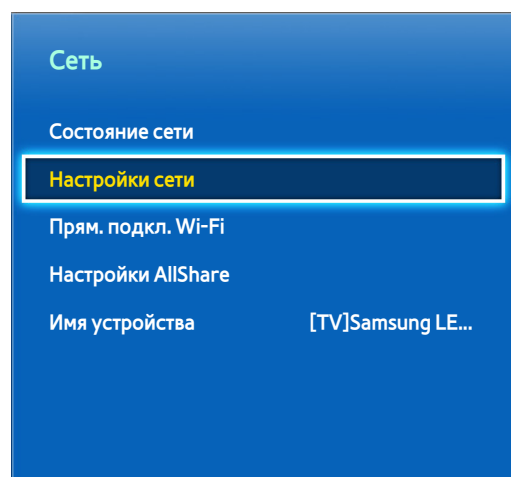 Сеть
Состояние сети
Настройки сети
Прям. подкл. Wi-Fi
Настройки AllShare
Имя устройства [TV]Samsung LE...